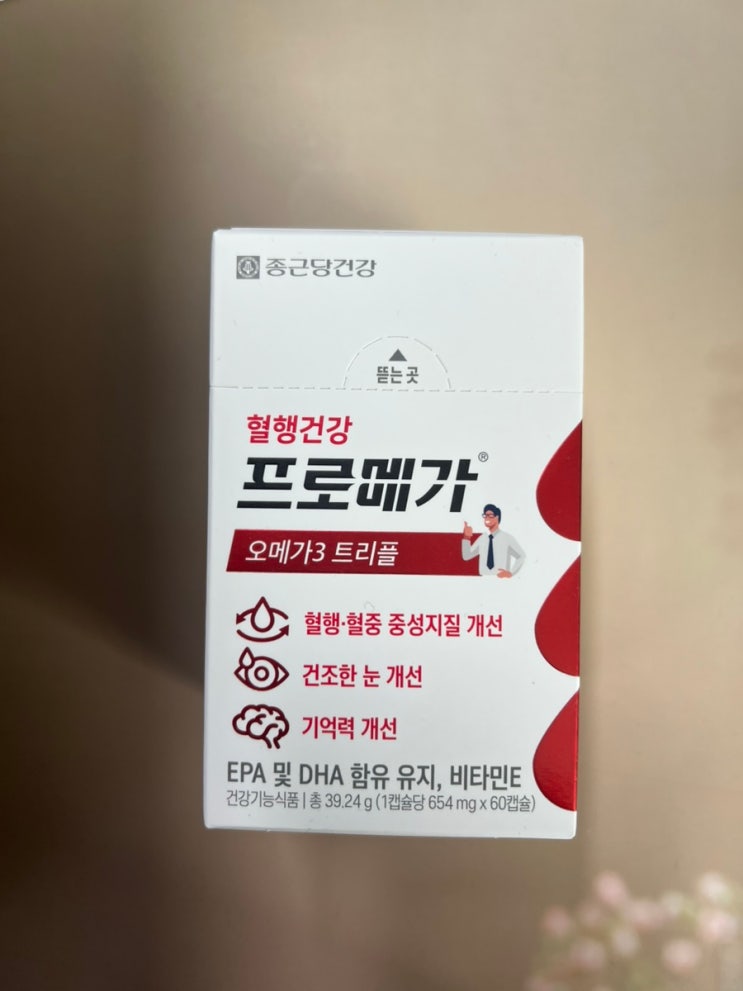 종근당건강
뜯는 곳
혈행건강
프로메가®
오메가3 트리플
혈행·혈중 중성지질 개선
건조한 눈 개선
기억력 개선
EPA 및 DHA 함유 유지, 비타민E
건강기능식품 | 총 39.24 g (1캡슐당 654 mg x 60캡슐)